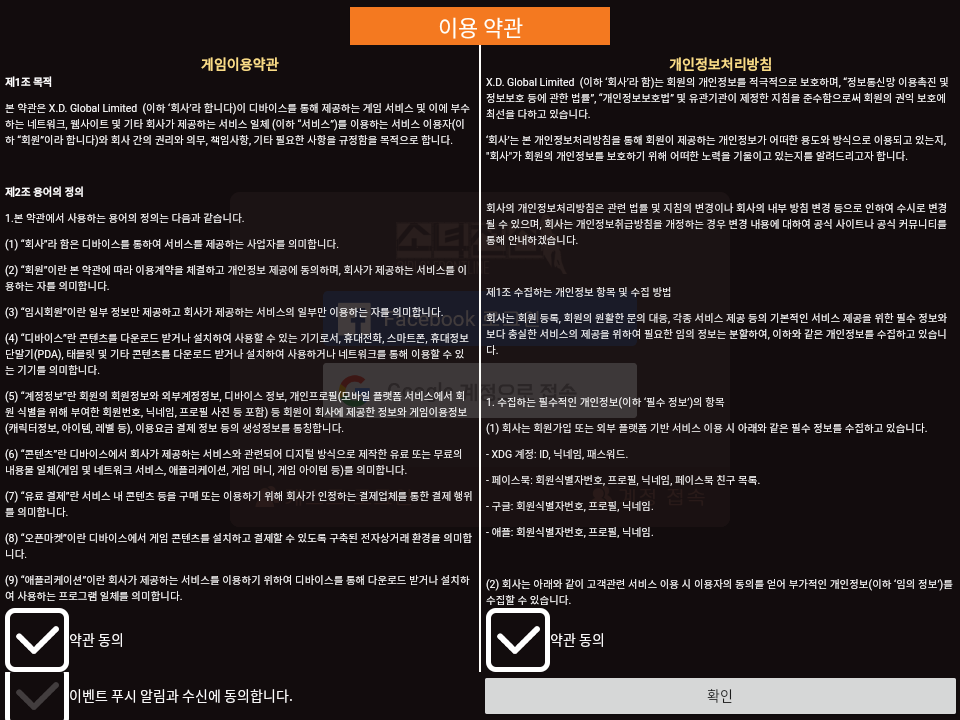 이용 약관
게임이용약관
제1조 목적
본 약관은 X.D. Global Limited  (이하 ‘회사’라 합니다)이 디바이스를 통해 제공하는 게임 서비스 및 이에 부수
하는 네트워크, 웹사이트 및 기타 회사가 제공하는 서비스 일체 (이하 “서비스”)를 이용하는 서비스 이용자(이
하 “회원”이라 합니다)와 회사 간의 권리와 의무, 책임사항, 기타 필요한 사항을 규정함을 목적으로 합니다.
제2조 용어의 정의
1.본 약관에서 사용하는 용어의 정의는 다음과 같습니다.
(1) “회사”라 함은 디바이스를 통하여 서비스를 제공하는 사업자를 의미합니다.
(2) “회원”이란 본 약관에 따라 이용계약을 체결하고 개인정보 제공에 동의하며, 회사가 제공하는 서비스를 이
용하는 자를 의미합니다.
(3) “임시회원”이란 일부 정보만 제공하고 회사가 제공하는 서비스의 일부만 이용하는 자를 의미합니다.
(4) “디바이스”란 콘텐츠를 다운로드 받거나 설치하여 사용할 수 있는 기기로서, 휴대전화, 스마트폰, 휴대정보
단말기(PDA), 태블릿 및 기타 콘텐츠를 다운로드 받거나 설치하여 사용하거나 네트워크를 통해 이용할 수 있
는 기기를 의미합니다.
(5) “계정정보”란 회원의 회원정보와 외부계정정보, 디바이스 정보, 개인프로필(모바일 플랫폼 서비스에서 회
원 식별을 위해 부여한 회원번호, 닉네임, 프로필 사진 등 포함) 등 회원이 회사에 제공한 정보와 게임이용정보
(캐릭터정보, 아이템, 레벨 등), 이용요금 결제 정보 등의 생성정보를 통칭합니다.
(6) “콘텐츠”란 디바이스에서 회사가 제공하는 서비스와 관련되어 디지털 방식으로 제작한 유료 또는 무료의
내용물 일체(게임 및 네트워크 서비스, 애플리케이션, 게임 머니, 게임 아이템 등)를 의미합니다.
(7) “유료 결제”란 서비스 내 콘텐츠 등을 구매 또는 이용하기 위해 회사가 인정하는 결제업체를 통한 결제 행위
를 의미합니다.
(8) “오픈마켓”이란 디바이스에서 게임 콘텐츠를 설치하고 결제할 수 있도록 구축된 전자상거래 환경을 의미합
니다.
(9) “애플리케이션”이란 회사가 제공하는 서비스를 이용하기 위하여 디바이스를 통해 다운로드 받거나 설치하
여 사용하는 프로그램 일체를 의미합니다.
약관 동의
이벤트 푸시 알림과 수신에 동의합니다.
개인정보처리방침
X.D. Global Limited  (이하 ‘회사’라 함)는 회원의 개인정보를 적극적으로 보호하며, “정보통신망 이용촉진 및
정보보호 등에 관한 법률”, “개인정보보호법” 및 유관기관이 제정한 지침을 준수함으로써 회원의 권익 보호에
최선을 다하고 있습니다.
‘회사’는 본 개인정보처리방침을 통해 회원이 제공하는 개인정보가 어떠한 용도와 방식으로 이용되고 있는지,
"회사"가 회원의 개인정보를 보호하기 위해 어떠한 노력을 기울이고 있는지를 알려드리고자 합니다.
회사의 개인정보처리방침은 관련 법률 및 지침의 변경이나 회사의 내부 방침 변경 등으로 인하여 수시로 변경
될 수 있으며, 회사는 개인정보취급방침을 개정하는 경우 변경 내용에 대하여 공식 사이트나 공식 커뮤니티를
통해 안내하겠습니다.
제1조 수집하는 개인정보 항목 및 수집 방법
회사는 회원 등록, 회원의 원활한 문의 대응, 각종 서비스 제공 등의 기본적인 서비스 제공을 위한 필수 정보와
보다 충실한 서비스의 제공을 위하여 필요한 임의 정보는 분할하여, 이하와 같은 개인정보를 수집하고 있습니
다.
1. 수집하는 필수적인 개인정보(이하 ‘필수 정보’)의 항목
(1) 회사는 회원가입 또는 외부 플랫폼 기반 서비스 이용 시 아래와 같은 필수 정보를 수집하고 있습니다.
- XDG 계정: ID, 닉네임, 패스워드.
- 페이스북: 회원식별자번호, 프로필, 닉네임, 페이스북 친구 목록.
- 구글: 회원식별자번호, 프로필, 닉네임.
- 애플: 회원식별자번호, 프로필, 닉네임.
(2) 회사는 아래와 같이 고객관련 서비스 이용 시 이용자의 동의를 얻어 부가적인 개인정보(이하 ‘임의 정보’)를
수집할 수 있습니다.
약관 동의
확인
Facebook
Google 계정으로 접속
계정 접속